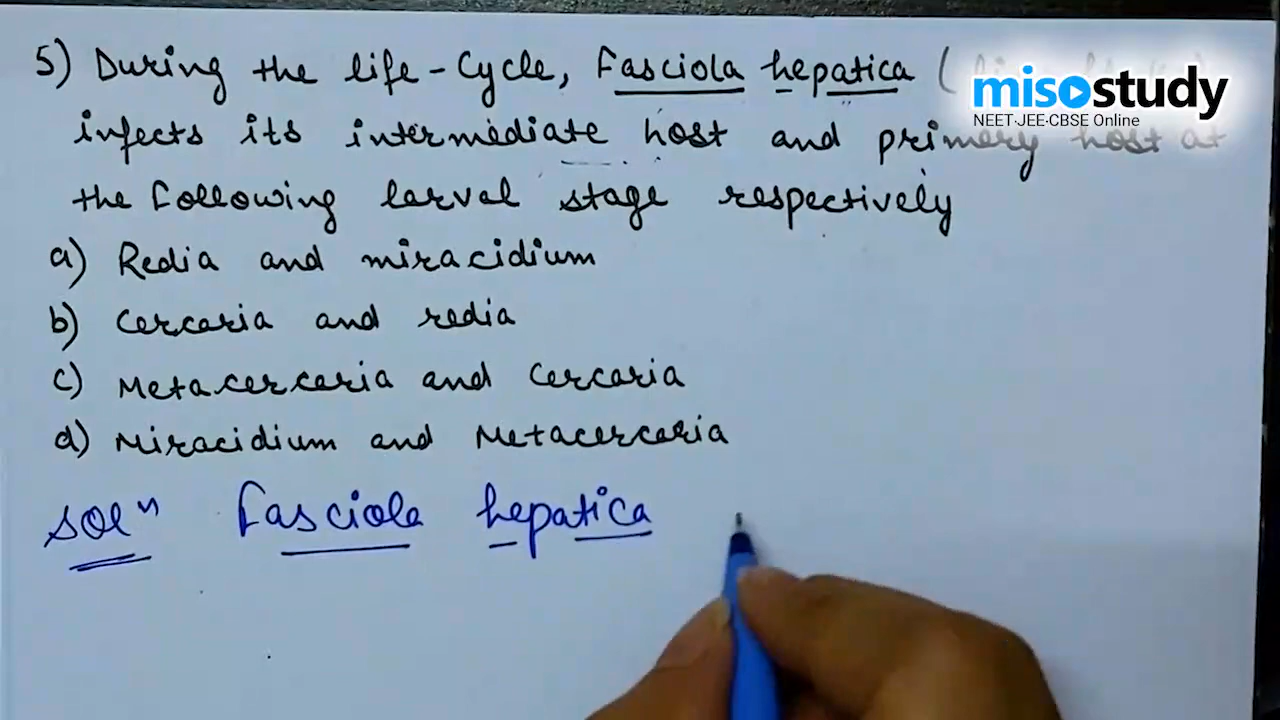 5) During the life-Cycle, Fasciola hepatica (
infects its intermediate host and primary host at
the following larval stage respectively
a) Redia and miracidium
b) Cercaria and redia
c) Metacercaria and Cercaria
d) Miracidium and Metacercaria
Solⁿ Fasciola hepatica
misostudy
NEET-JEE-CBSE Online